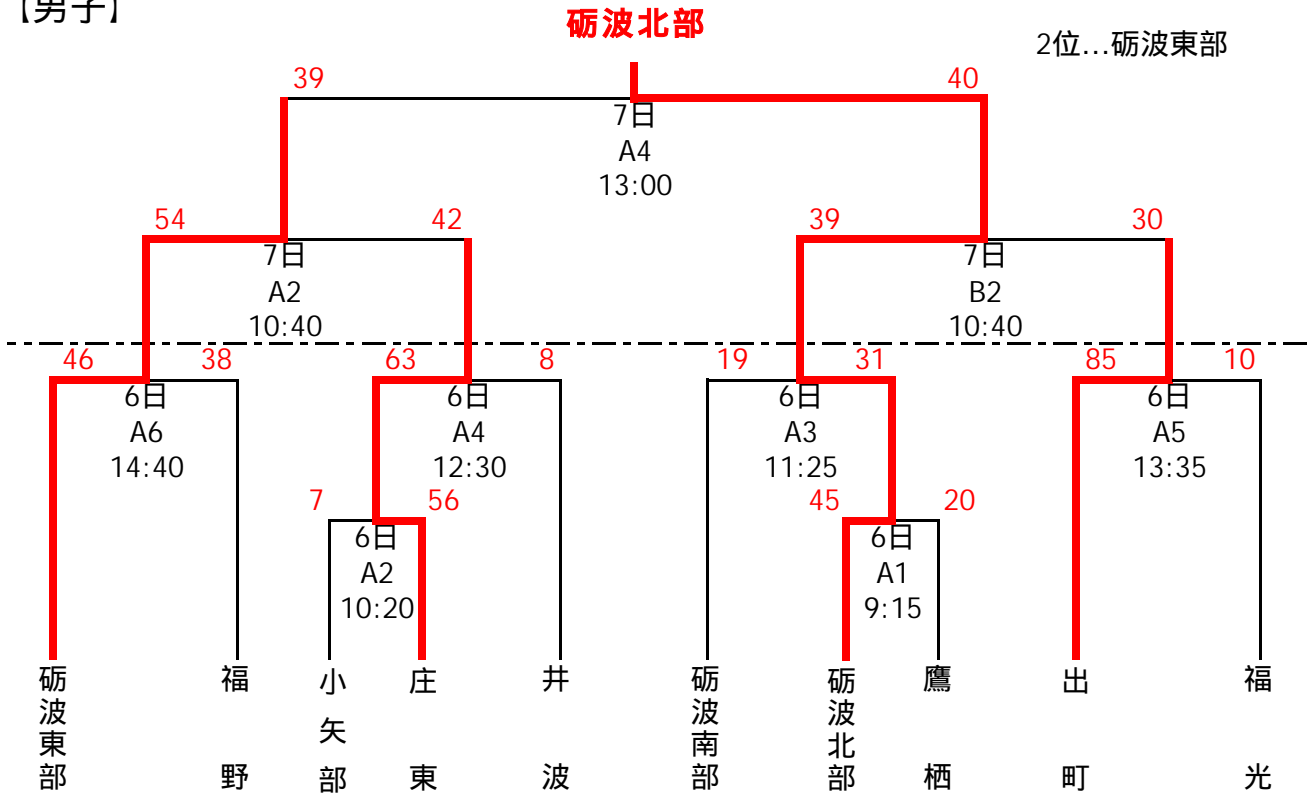 【男子】
砺波北部
2位…砺波東部
39
40
7日
A4
13:00
54
42
39
30
7日
A2
10:40
7日
B2
10:40
46
38
63
8
19
31
85
10
6日
A6
14:40
6日
A4
12:30
6日
A3
11:25
6日
A5
13:35
7
56
45
20
6日
A2
10:20
6日
A1
9:15
砺波東部
福野
小矢部
庄東
井波
砺波南部
砺波北部
鷹栖
出町
福光